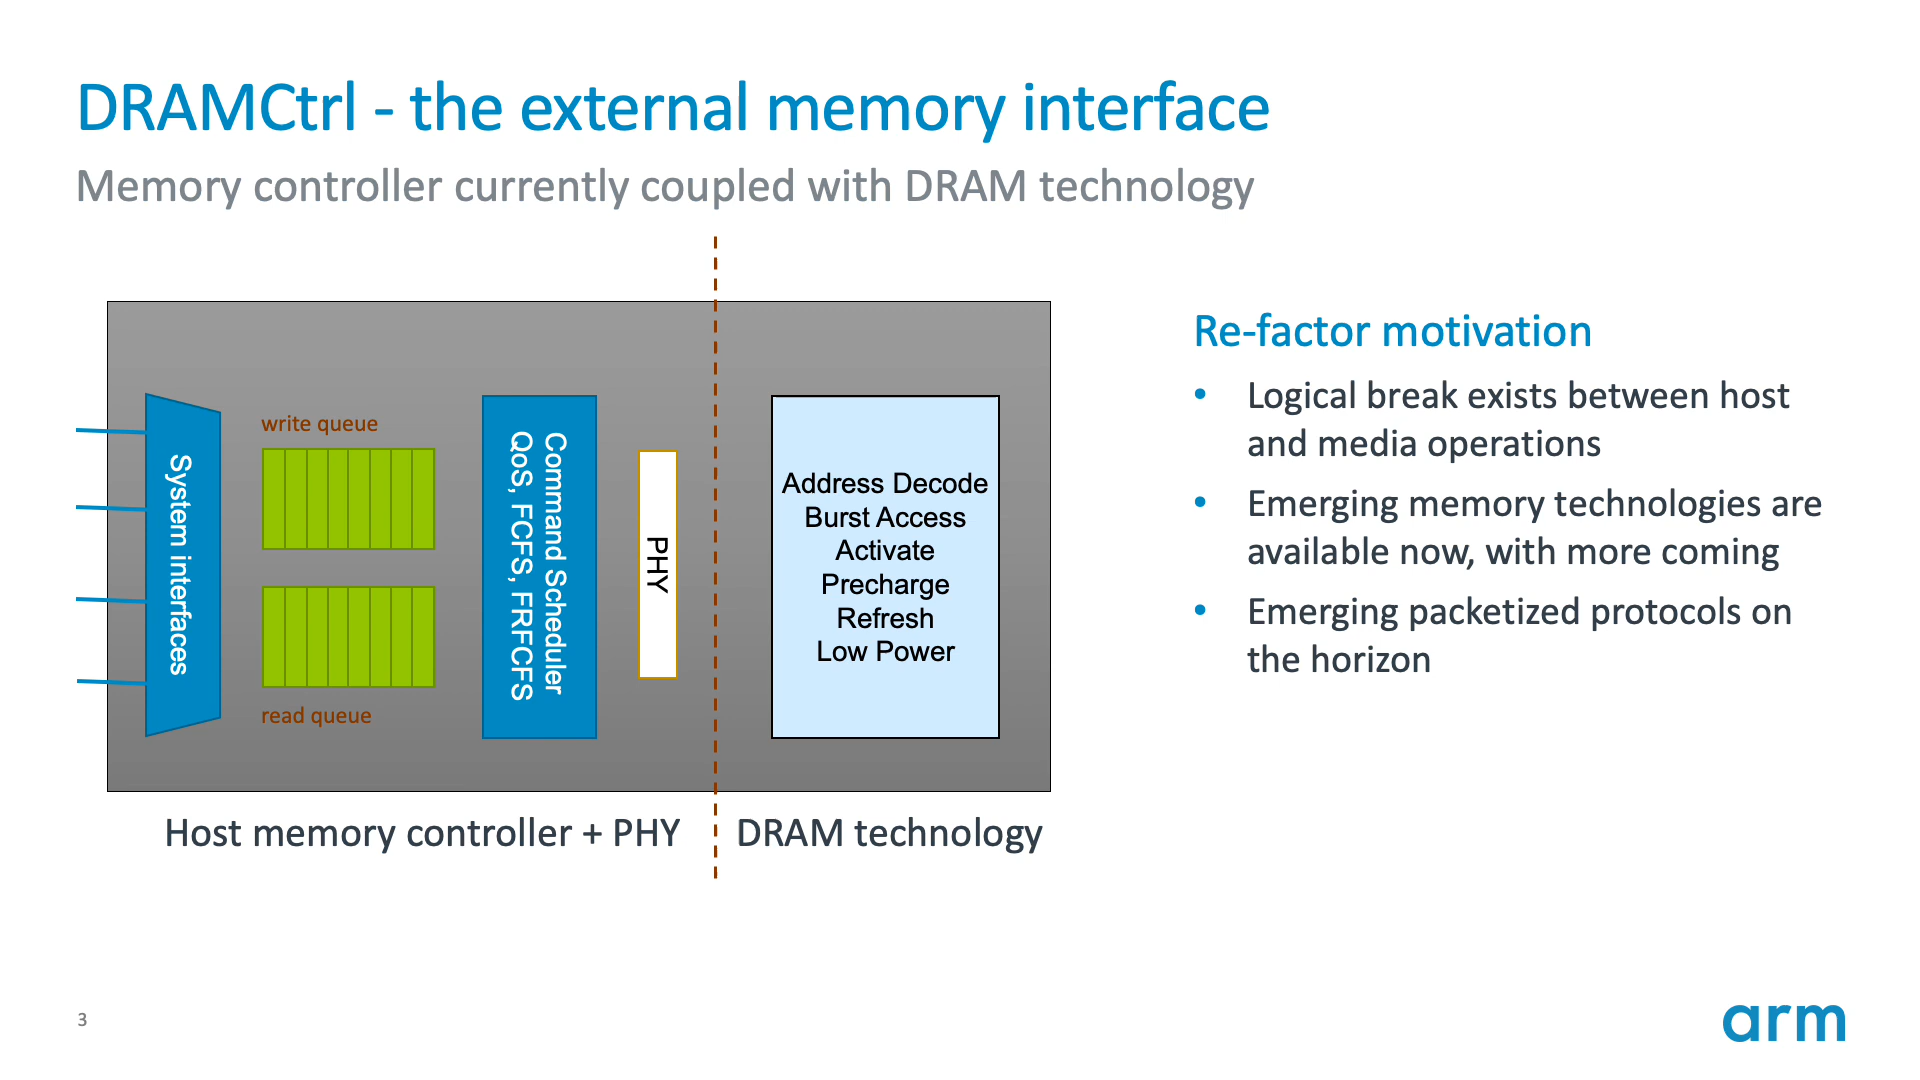 DRAMCtrl - the external memory interface
Memory controller currently coupled with DRAM technology
System interfaces
write queue
read queue
Command Scheduler
QoS, FCFS, FRFCFS
PHY
Address Decode
Burst Access
Activate
Precharge
Refresh
Low Power
Host memory controller + PHY
DRAM technology
Re-factor motivation
• Logical break exists between host
and media operations
• Emerging memory technologies are
available now, with more coming
• Emerging packetized protocols on
the horizon
3
arm